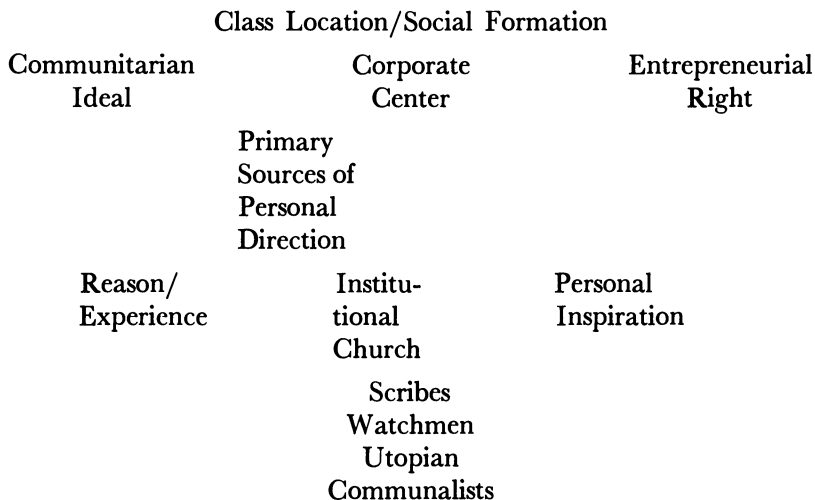 Class Location/Social Formation
Communitarian Corporate Entrepreneurial
Ideal Center Right
Primary
Sources of
Personal
Direction
Reason/ Institu- Personal
Experience tional Inspiration
Church
Scribes
Watchmen
Utopian
Communalists